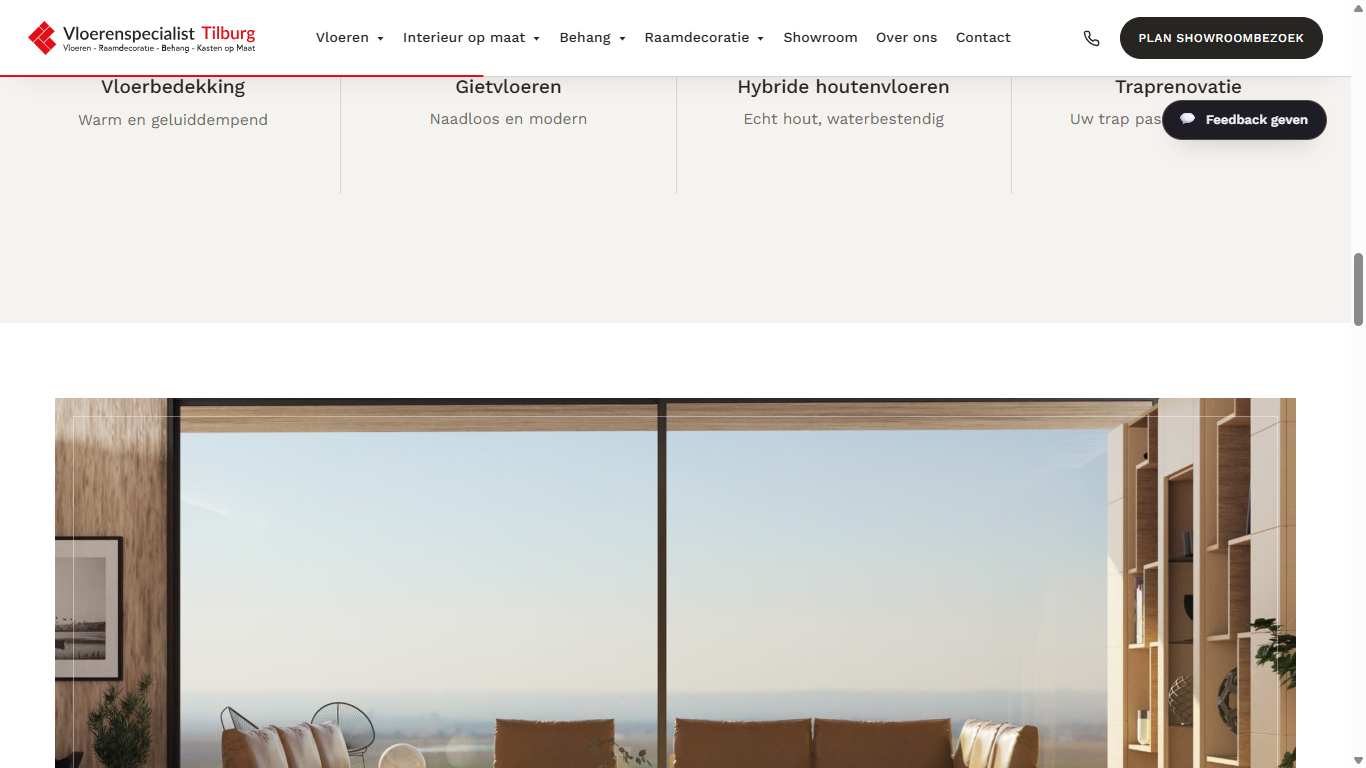 Vloerenspecialist Tilburg
Vloeren - Raamdecoratie - Behang - Kasten op Maat
Vloeren Interieur op maat Behang Raamdecoratie Showroom Over ons Contact
PLAN SHOWROOMBEZOEK
Vloerbedekking Gietvloeren Hybride houtenvloeren Traprenovatie
Warm en geluiddempend Naadloos en modern Echt hout, waterbestendig Uw trap pas
Feedback geven